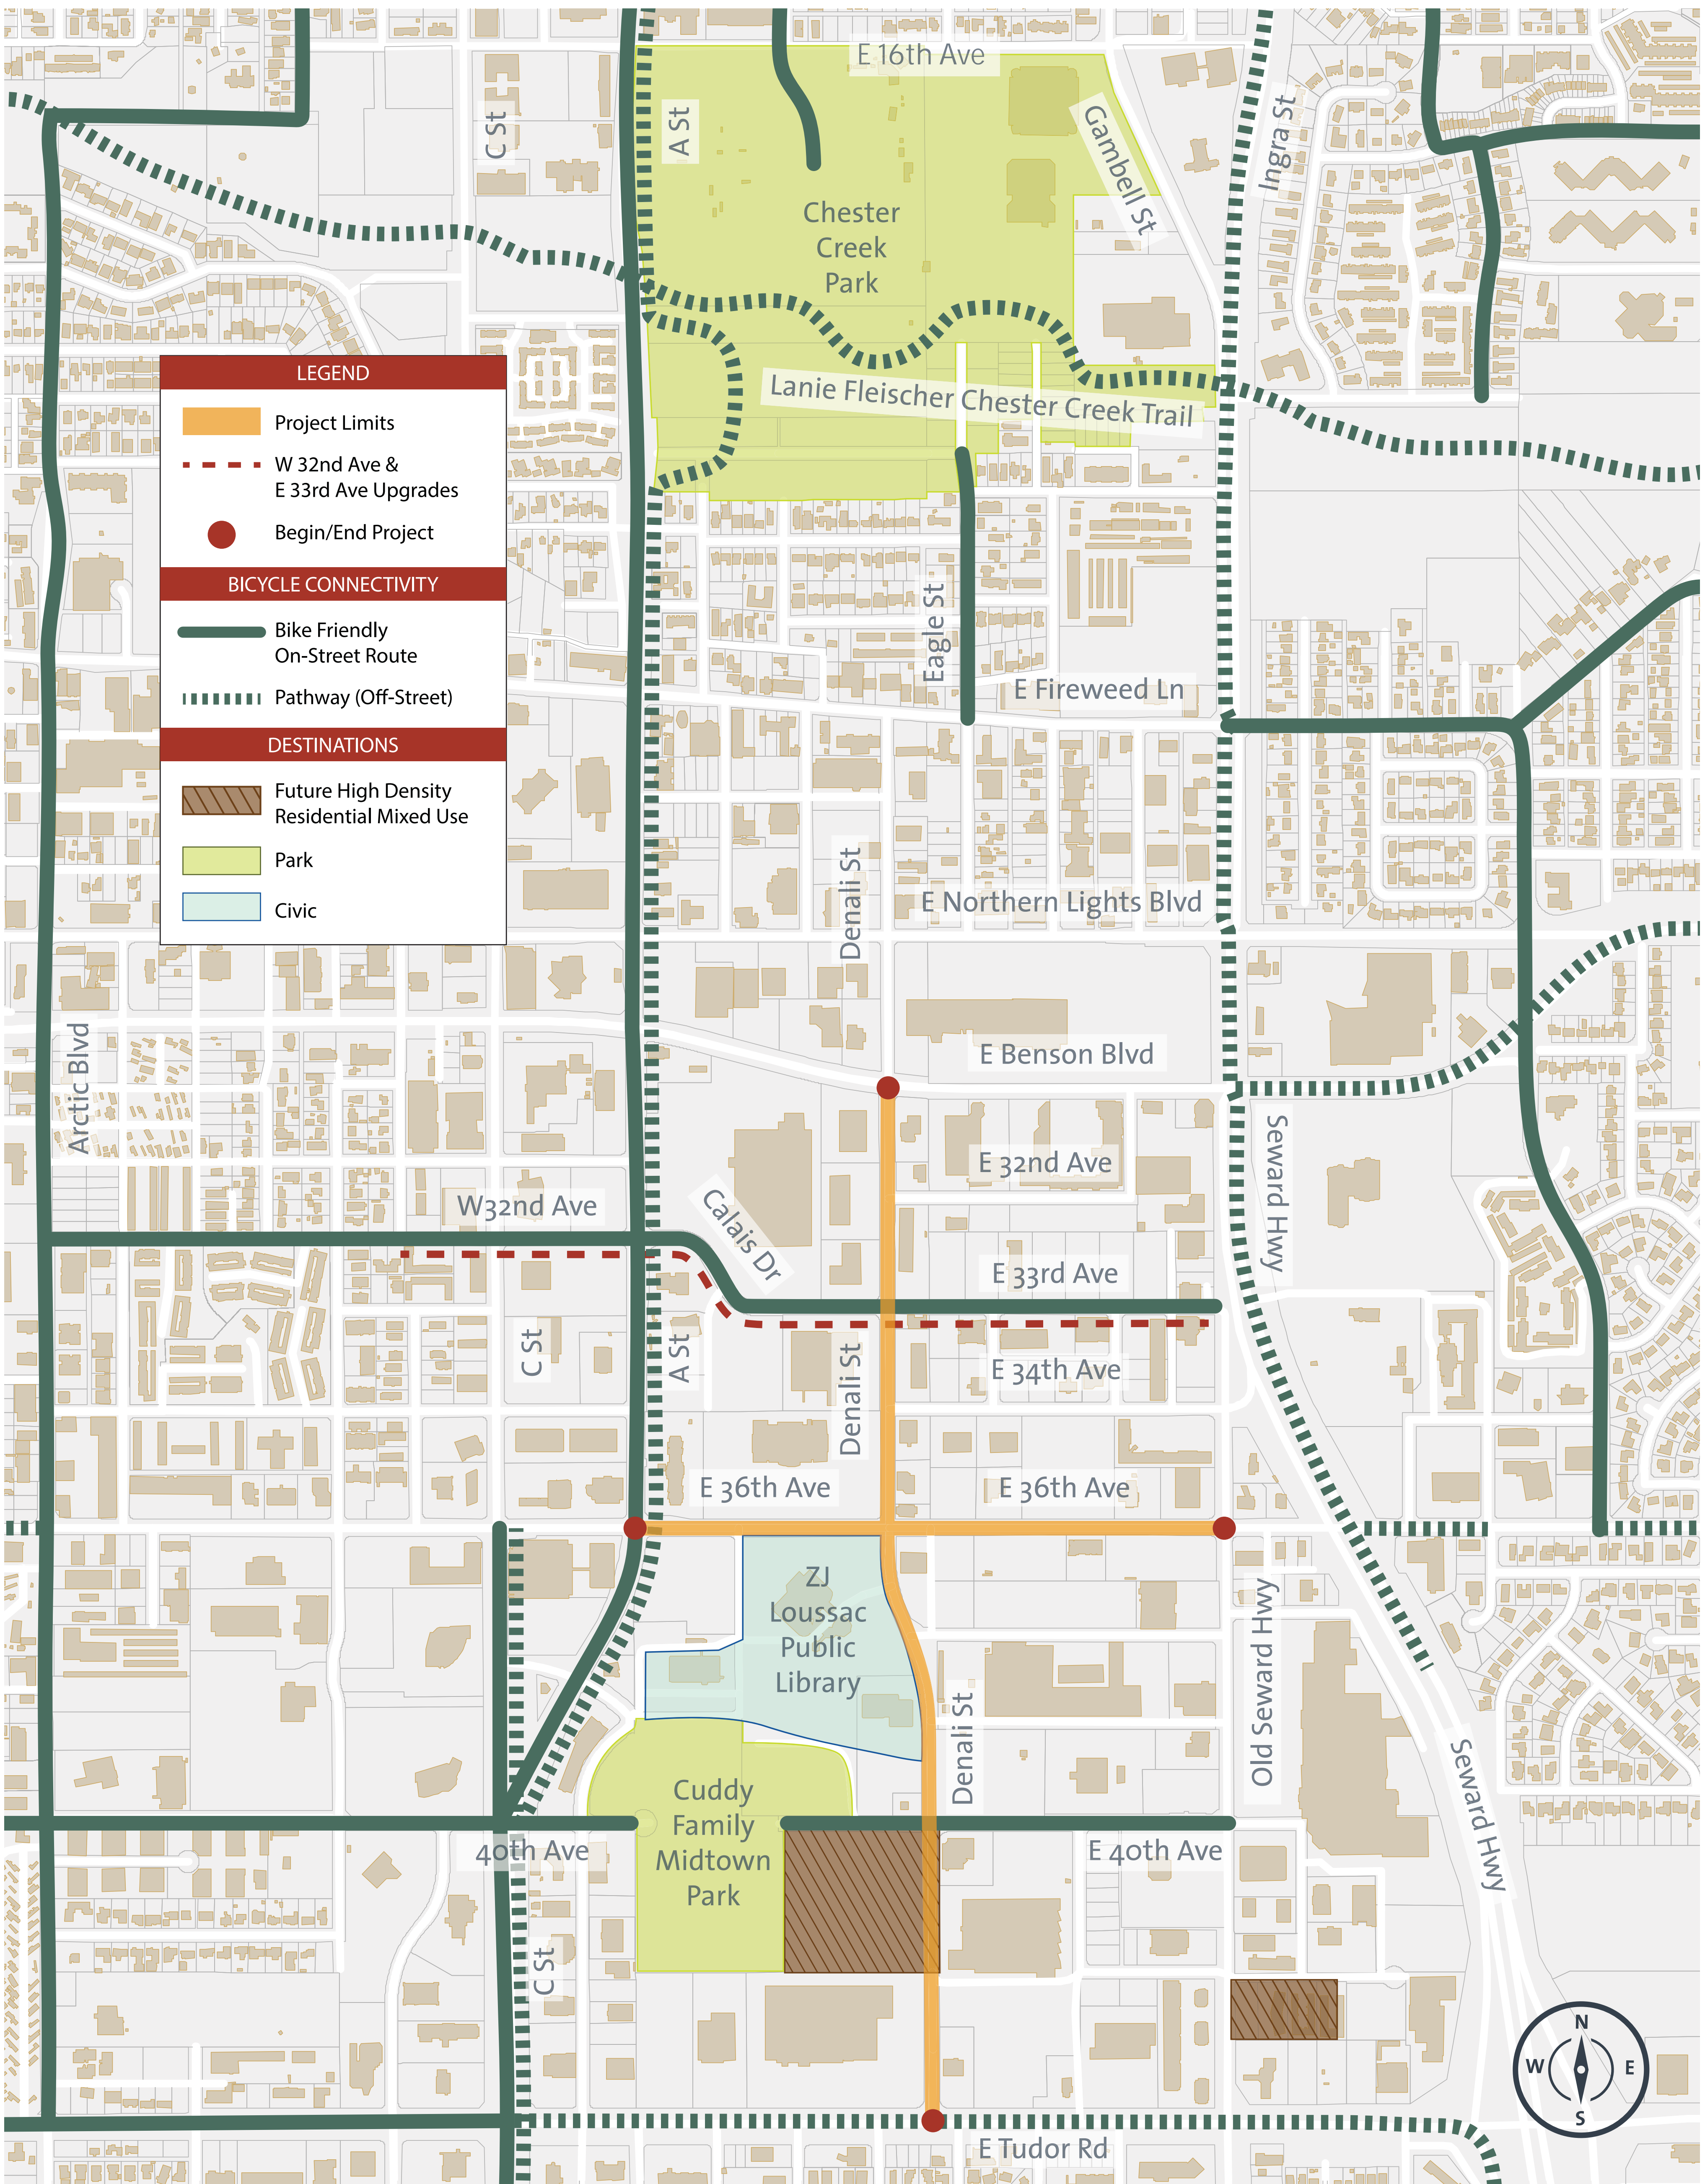 E 16th Ave
C St
A St
Gambell St
Ingra St
Chester
Creek
Park
Lanie Fleischer Chester Creek Trail
LEGEND
Project Limits
W 32nd Ave &
E 33rd Ave Upgrades
Begin/End Project
BICYCLE CONNECTIVITY
Bike Friendly
On-Street Route
Pathway (Off-Street)
DESTINATIONS
Future High Density
Residential Mixed Use
Park
Civic
Eagle St
E Fireweed Ln
Denali St
E Northern Lights Blvd
Arctic Blvd
E Benson Blvd
E 32nd Ave
Seward Hwy
W32nd Ave
Calais Dr
E 33rd Ave
C St
A St
Denali St
E 34th Ave
E 36th Ave
E 36th Ave
ZJ
Loussac
Public
Library
Old Seward Hwy
Denali St
Seward Hwy
Cuddy
Family
Midtown
Park
40th Ave
E 40th Ave
C St
N
W
E
S
E Tudor Rd